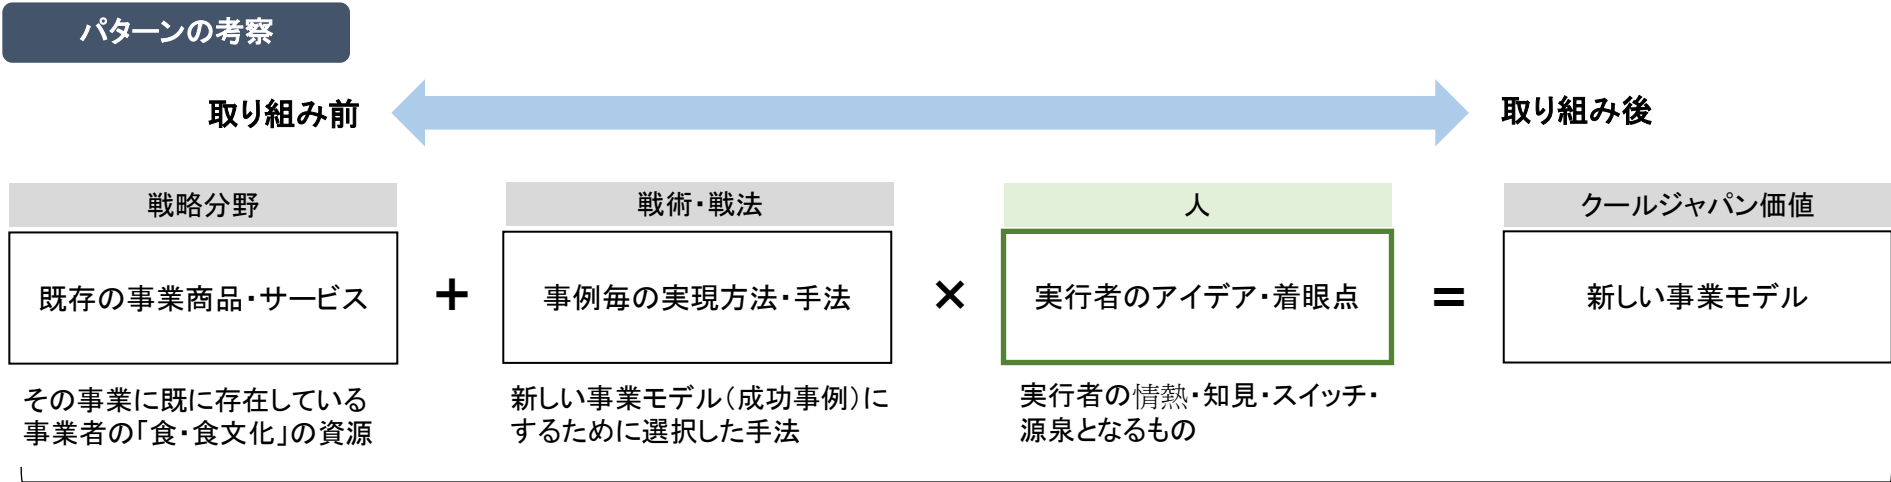 パターンの考察
取り組み前
取り組み後
戦略分野
戦術・戦法
人
クールジャパン価値
既存の事業商品・サービス
+
事例毎の実現方法・手法
×
実行者のアイデア・着眼点
=
新しい事業モデル
その事業に既に存在している
事業者の「食・食文化」の資源
新しい事業モデル(成功事例)に
するために選択した手法
実行者の情熱・知見・スイッチ・
源泉となるもの